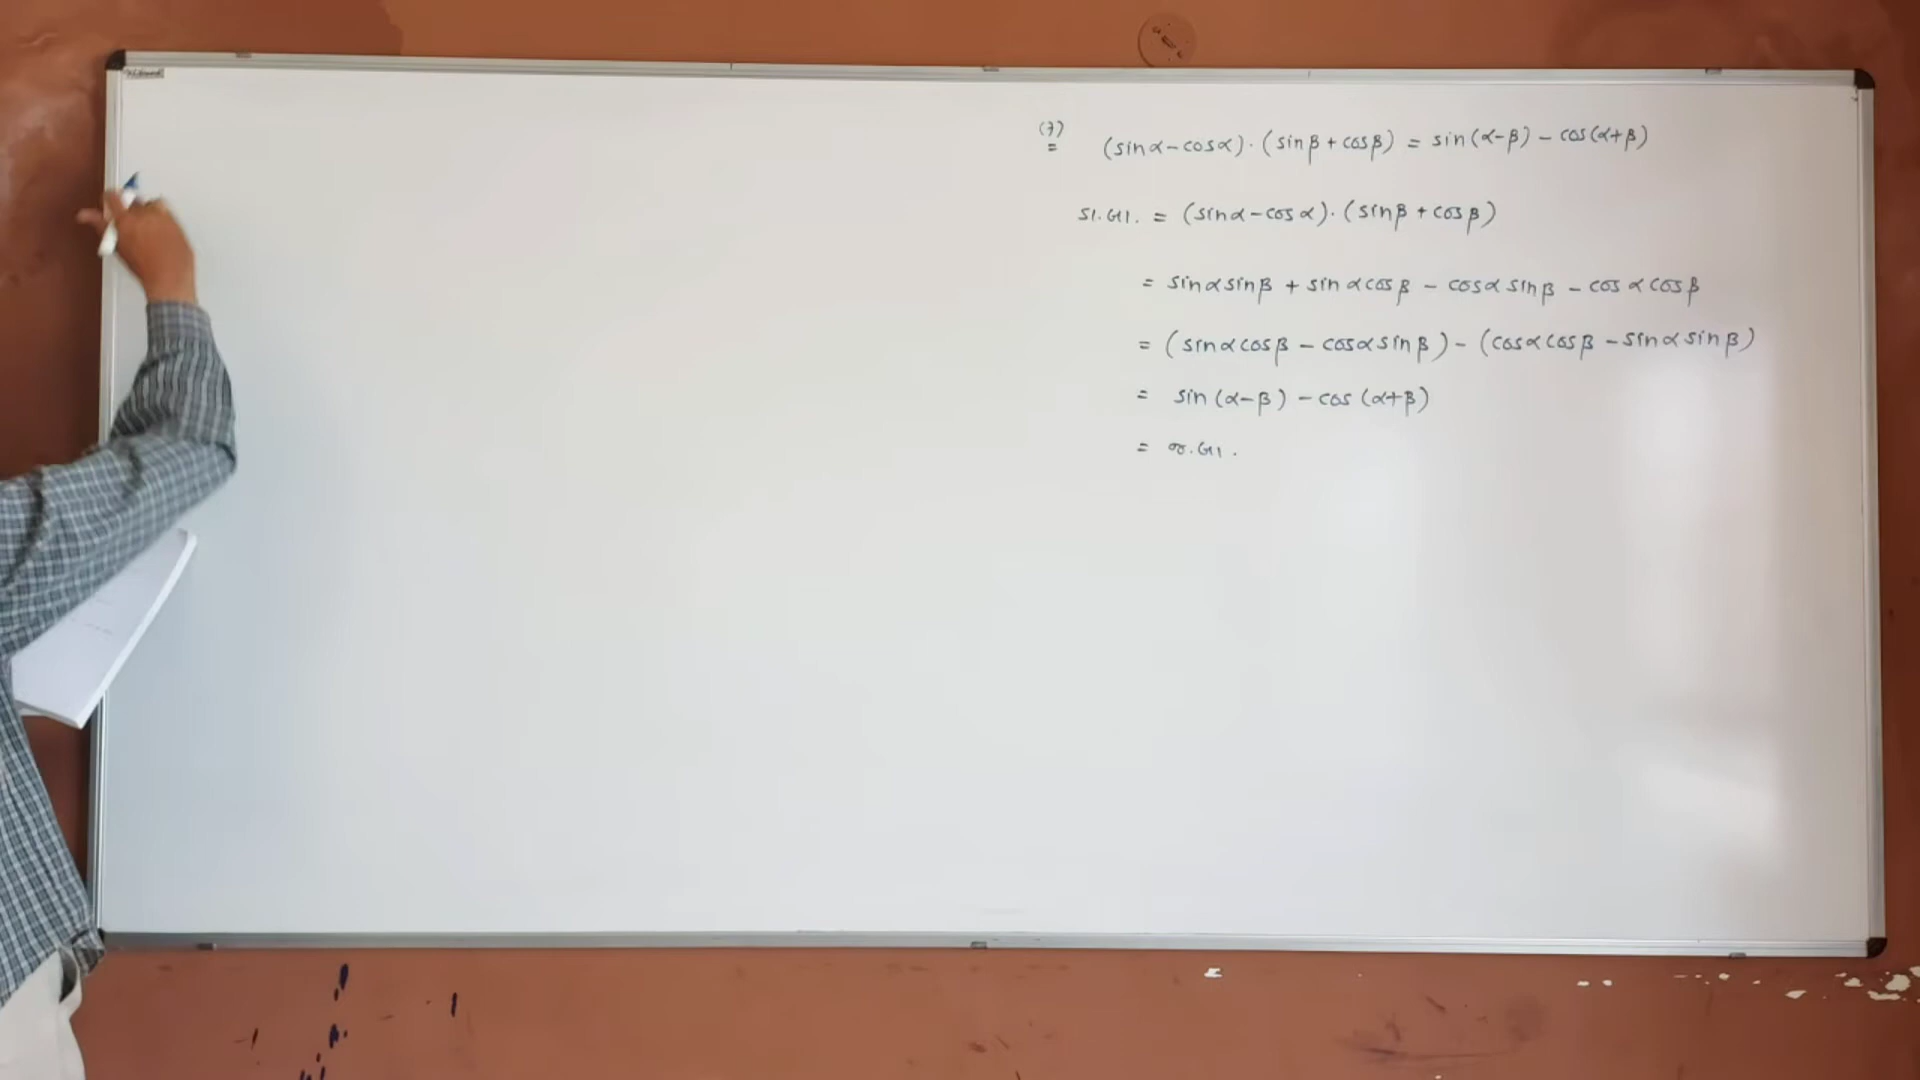 (7) (sinα-cosα)·(sinβ+cosβ) = sin(α-β) - cos(α+β)
ડા.બા. = (sinα-cosα)·(sinβ+cosβ)
= sinα sinβ + sinα cosβ - cosα sinβ - cosα cosβ
= (sinα cosβ - cosα sinβ) - (cosα cosβ - sinα sinβ)
= sin(α-β) - cos(α+β)
= જ.બા.